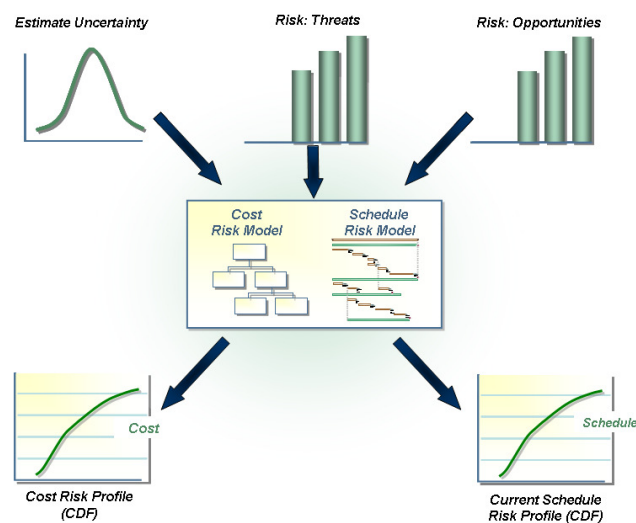 Estimate Uncertainty
Risk: Threats
Risk: Opportunities
Cost
Risk Model
Schedule
Risk Model
Cost
Schedule
Cost Risk Profile
(CDF)
Current Schedule
Risk Profile (CDF)